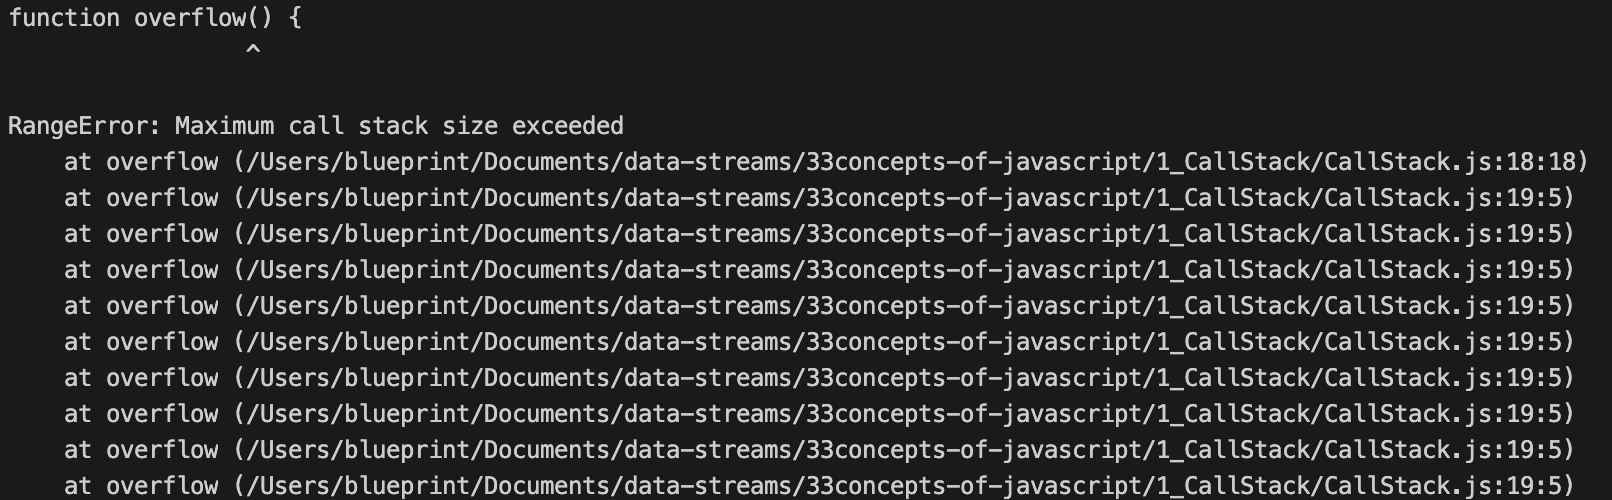 function overflow() {
^
RangeError: Maximum call stack size exceeded
at overflow (/Users/blueprint/Documents/data-streams/33concepts-of-javascript/1_CallStack/CallStack.js:18:18)
at overflow (/Users/blueprint/Documents/data-streams/33concepts-of-javascript/1_CallStack/CallStack.js:19:5)
at overflow (/Users/blueprint/Documents/data-streams/33concepts-of-javascript/1_CallStack/CallStack.js:19:5)
at overflow (/Users/blueprint/Documents/data-streams/33concepts-of-javascript/1_CallStack/CallStack.js:19:5)
at overflow (/Users/blueprint/Documents/data-streams/33concepts-of-javascript/1_CallStack/CallStack.js:19:5)
at overflow (/Users/blueprint/Documents/data-streams/33concepts-of-javascript/1_CallStack/CallStack.js:19:5)
at overflow (/Users/blueprint/Documents/data-streams/33concepts-of-javascript/1_CallStack/CallStack.js:19:5)
at overflow (/Users/blueprint/Documents/data-streams/33concepts-of-javascript/1_CallStack/CallStack.js:19:5)
at overflow (/Users/blueprint/Documents/data-streams/33concepts-of-javascript/1_CallStack/CallStack.js:19:5)
at overflow (/Users/blueprint/Documents/data-streams/33concepts-of-javascript/1_CallStack/CallStack.js:19:5)